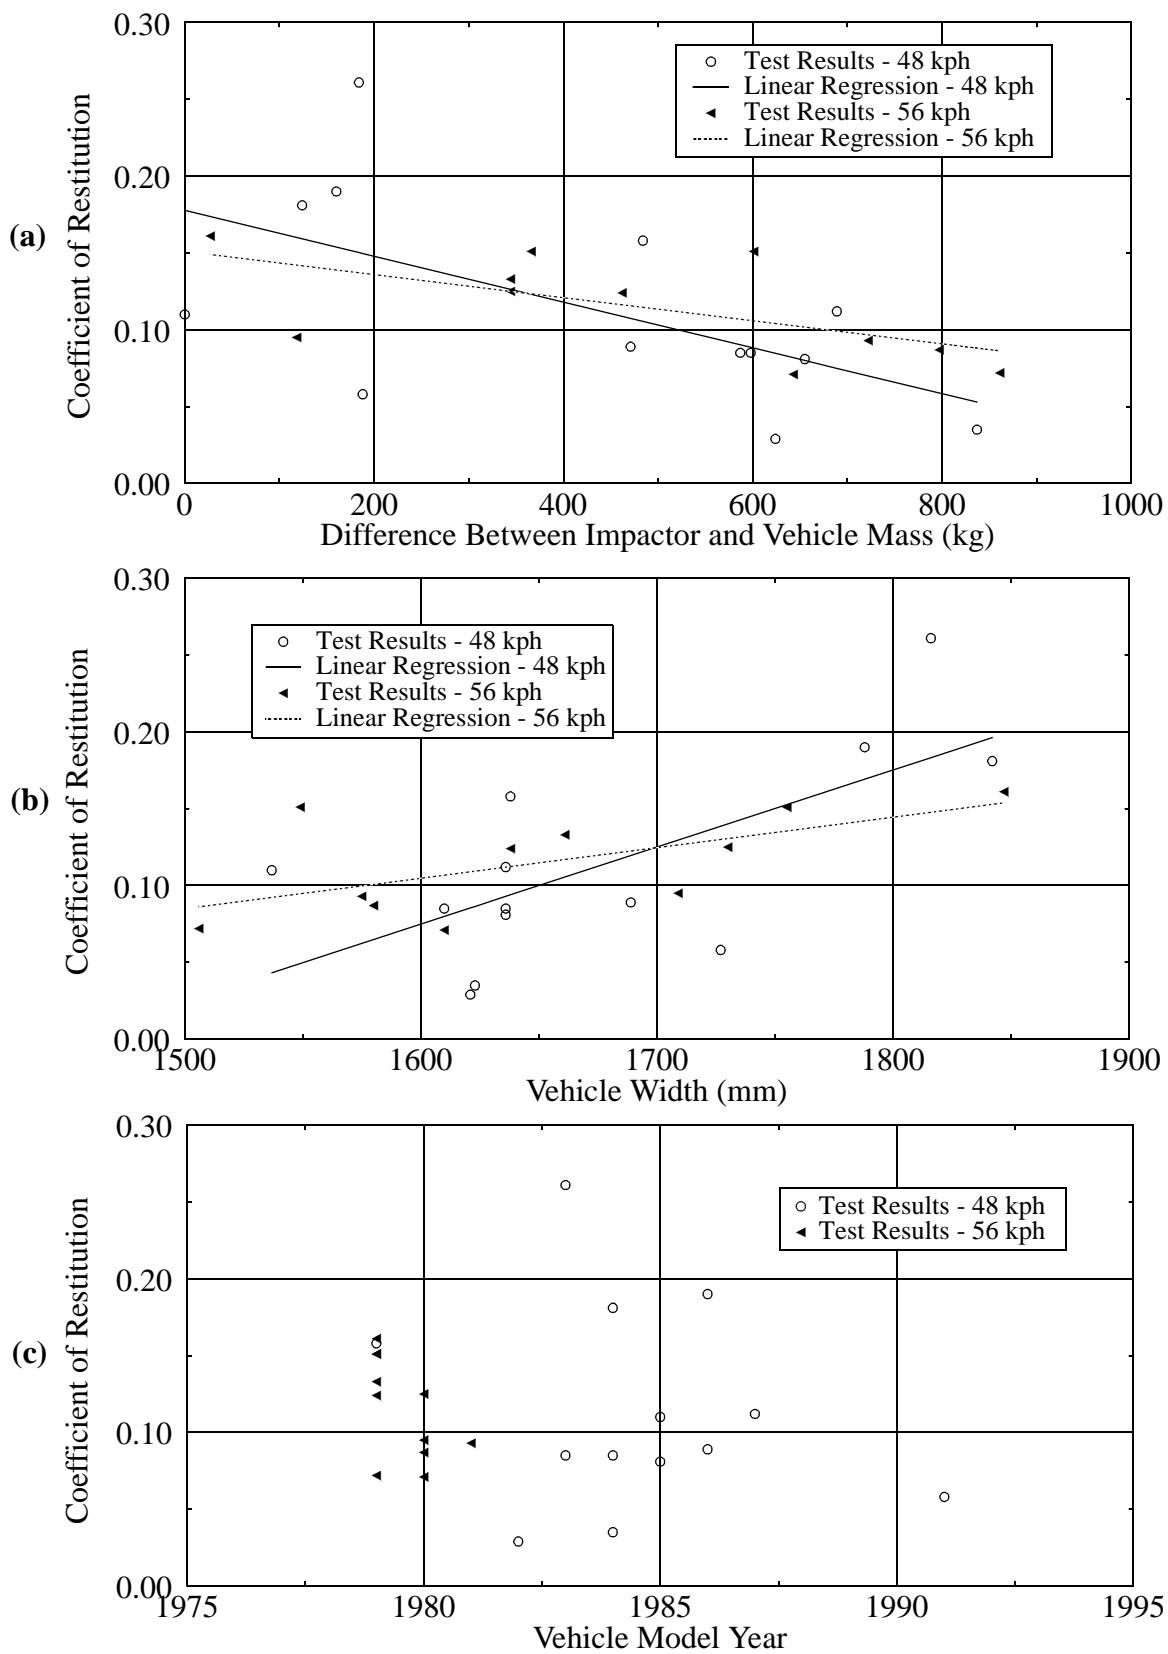 (a)
Coefficient of Restitution
0.30
0.20
0.10
0.00
Test Results - 48 kph
Linear Regression - 48 kph
Test Results - 56 kph
Linear Regression - 56 kph
0 200 400 600 800 1000
Difference Between Impactor and Vehicle Mass (kg)
(b)
Coefficient of Restitution
0.30
0.20
0.10
0.00
Test Results - 48 kph
Linear Regression - 48 kph
Test Results - 56 kph
Linear Regression - 56 kph
1500 1600 1700 1800 1900
Vehicle Width (mm)
(c)
Coefficient of Restitution
0.30
0.20
0.10
0.00
Test Results - 48 kph
Test Results - 56 kph
1975 1980 1985 1990 1995
Vehicle Model Year